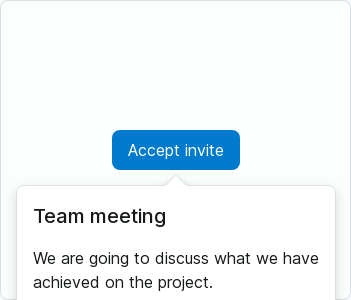 Accept invite
Team meeting
We are going to discuss what we have
achieved on the project.